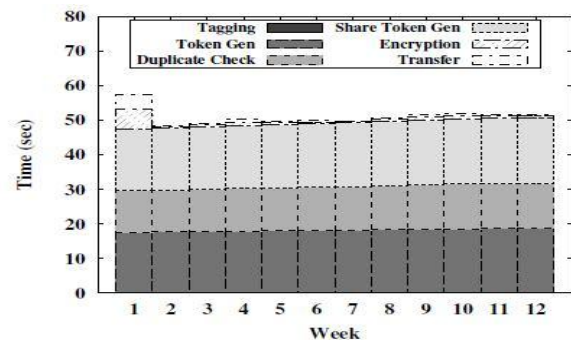 80
70
60
50
40
30
20
10
0
Time (sec)
Tagging
Token Gen
Duplicate Check
Share Token Gen
Encryption
Transfer
1 2 3 4 5 6 7 8 9 10 11 12
Week